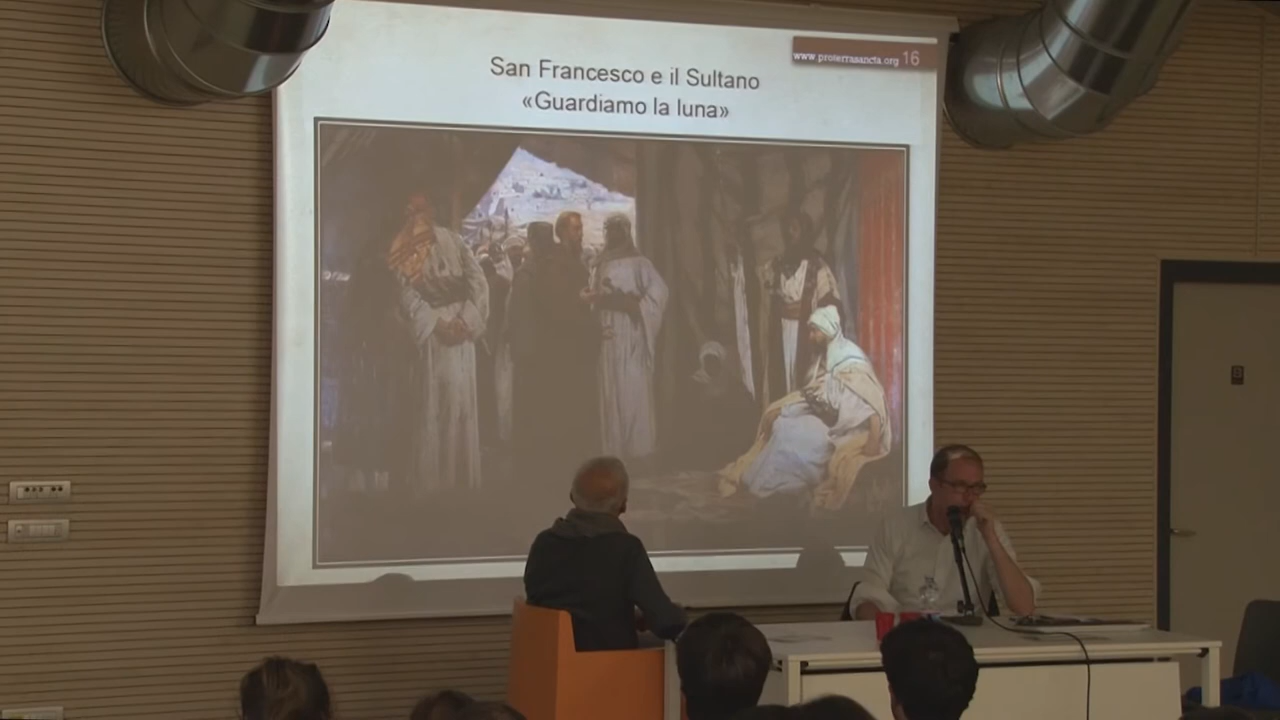 www.proterrasancta.org 16
San Francesco e il Sultano
«Guardiamo la luna»